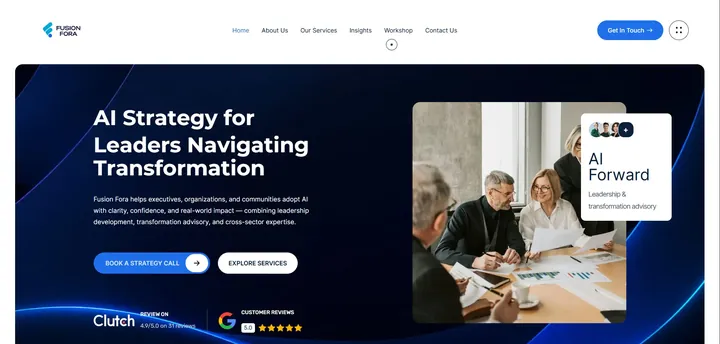 FUSION
FORA
Home
About Us
Our Services
Insights
Workshop
Contact Us
Get In Touch →
AI Strategy for
Leaders Navigating
Transformation
Fusion Fora helps executives, organizations, and communities adopt AI
with clarity, confidence, and real-world impact — combining leadership
development, transformation advisory, and cross-sector expertise.
BOOK A STRATEGY CALL
EXPLORE SERVICES
AI
Forward
Leadership &
transformation advisory
Clutch
REVIEW ON
4.9/5.0 on 31 reviews
G
CUSTOMER REVIEWS
5.0